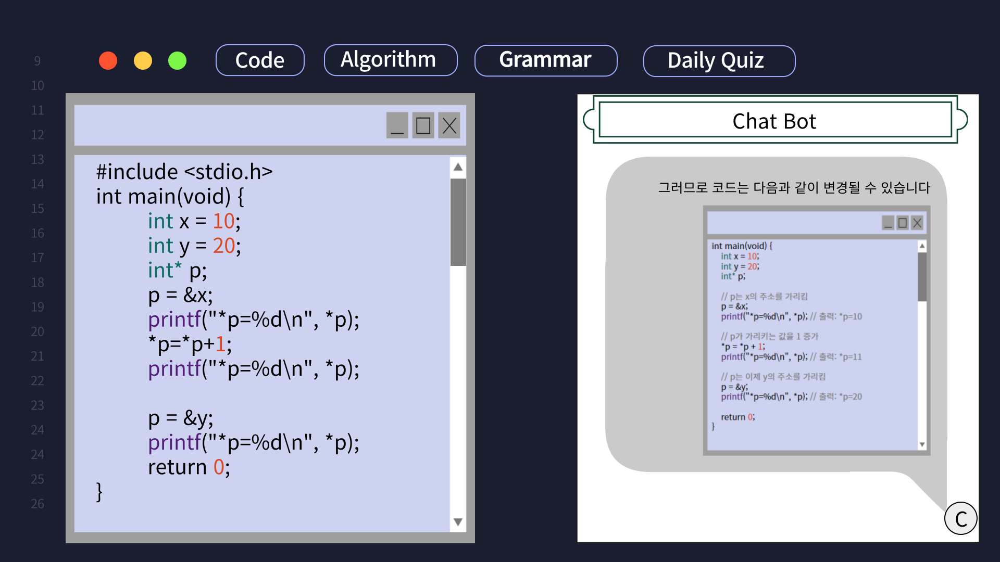 Code
Algorithm
Grammar
Daily Quiz
9
10
11
12
13
14
15
16
17
18
19
20
21
22
23
24
24
25
26
#include <stdio.h>
int main(void) {
int x = 10;
int y = 20;
int* p;
p = &x;
printf("*p=%d\n", *p);
*p=*p+1;
printf("*p=%d\n", *p);
p = &y;
printf("*p=%d\n", *p);
return 0;
}
Chat Bot
그러므로 코드는 다음과 같이 변경될 수 있습니다
int main(void) {
int x = 10;
int y = 20;
int* p;
// p는 x의 주소를 가리킴
p = &x;
printf("*p=%d\n", *p); // 출력: *p=10
// p가 가리키는 값을 1 증가
*p = *p + 1;
printf("*p=%d\n", *p); // 출력: *p=11
// p는 이제 y의 주소를 가리킴
p = &y;
printf("*p=%d\n", *p); // 출력: *p=20
return 0;
}
C